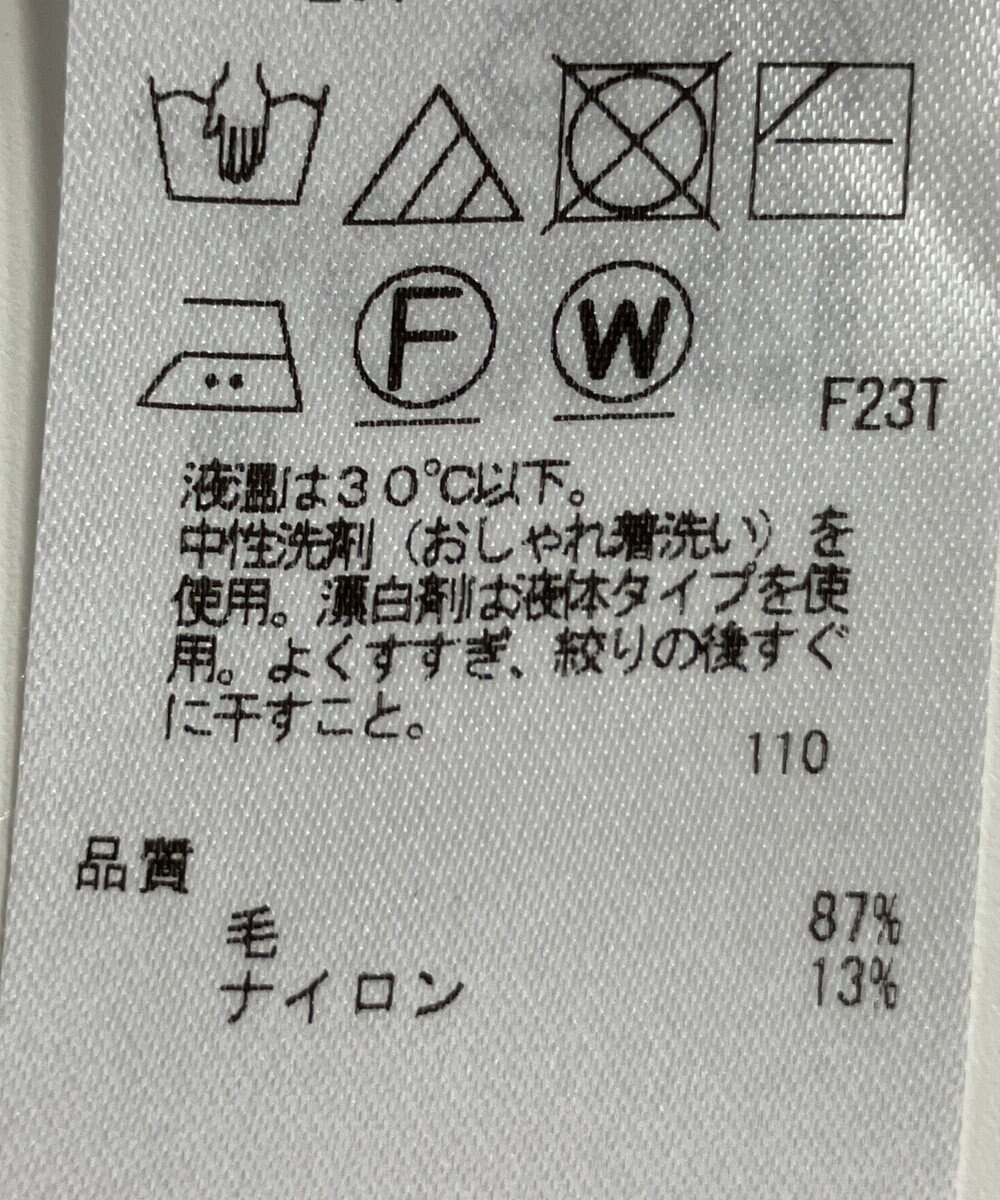 F
W
F23T
液温は30℃以下。
中性洗剤（おしゃれ着洗い）を
使用。漂白剤は液体タイプを使
用。よくすすぎ、絞りの後すぐ
に干すこと。
110
品質
毛 87%
ナイロン 13%